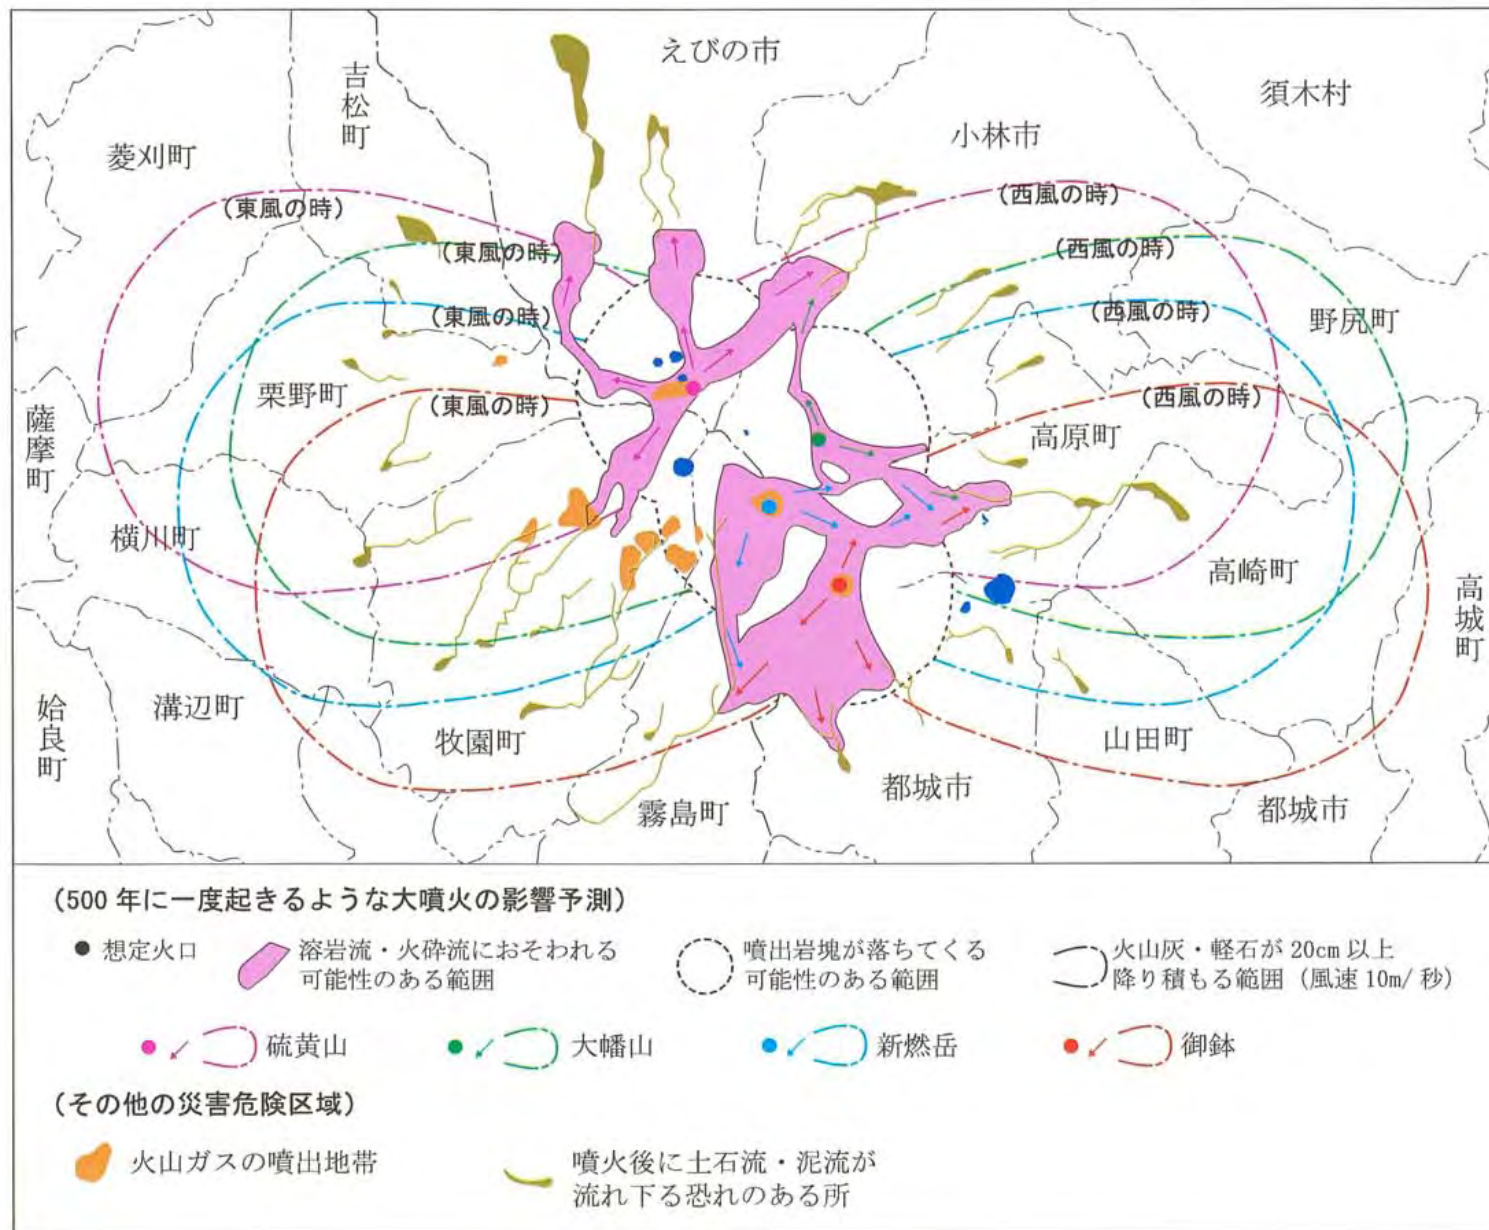 えびの市
吉松町
須木村
小林市
菱刈町
(東風の時)
(西風の時)
(東風の時)
(西風の時)
(東風の時)
(西風の時)
野尻町
栗野町
(東風の時)
(西風の時)
薩摩町
高原町
横川町
高崎町
高城町
姶良町
溝辺町
牧園町
山田町
霧島町
都城市
都城市
(500年に一度起きるような大噴火の影響予測)
想定火口
溶岩流・火砕流におそわれる
可能性のある範囲
噴出岩塊が落ちてくる
可能性のある範囲
火山灰・軽石が20cm以上
降り積もる範囲(風速10m/秒)
硫黄山
大幡山
新燃岳
御鉢
(その他の災害危険区域)
火山ガスの噴出地帯
噴火後に土石流・泥流が
流れ下る恐れのある所